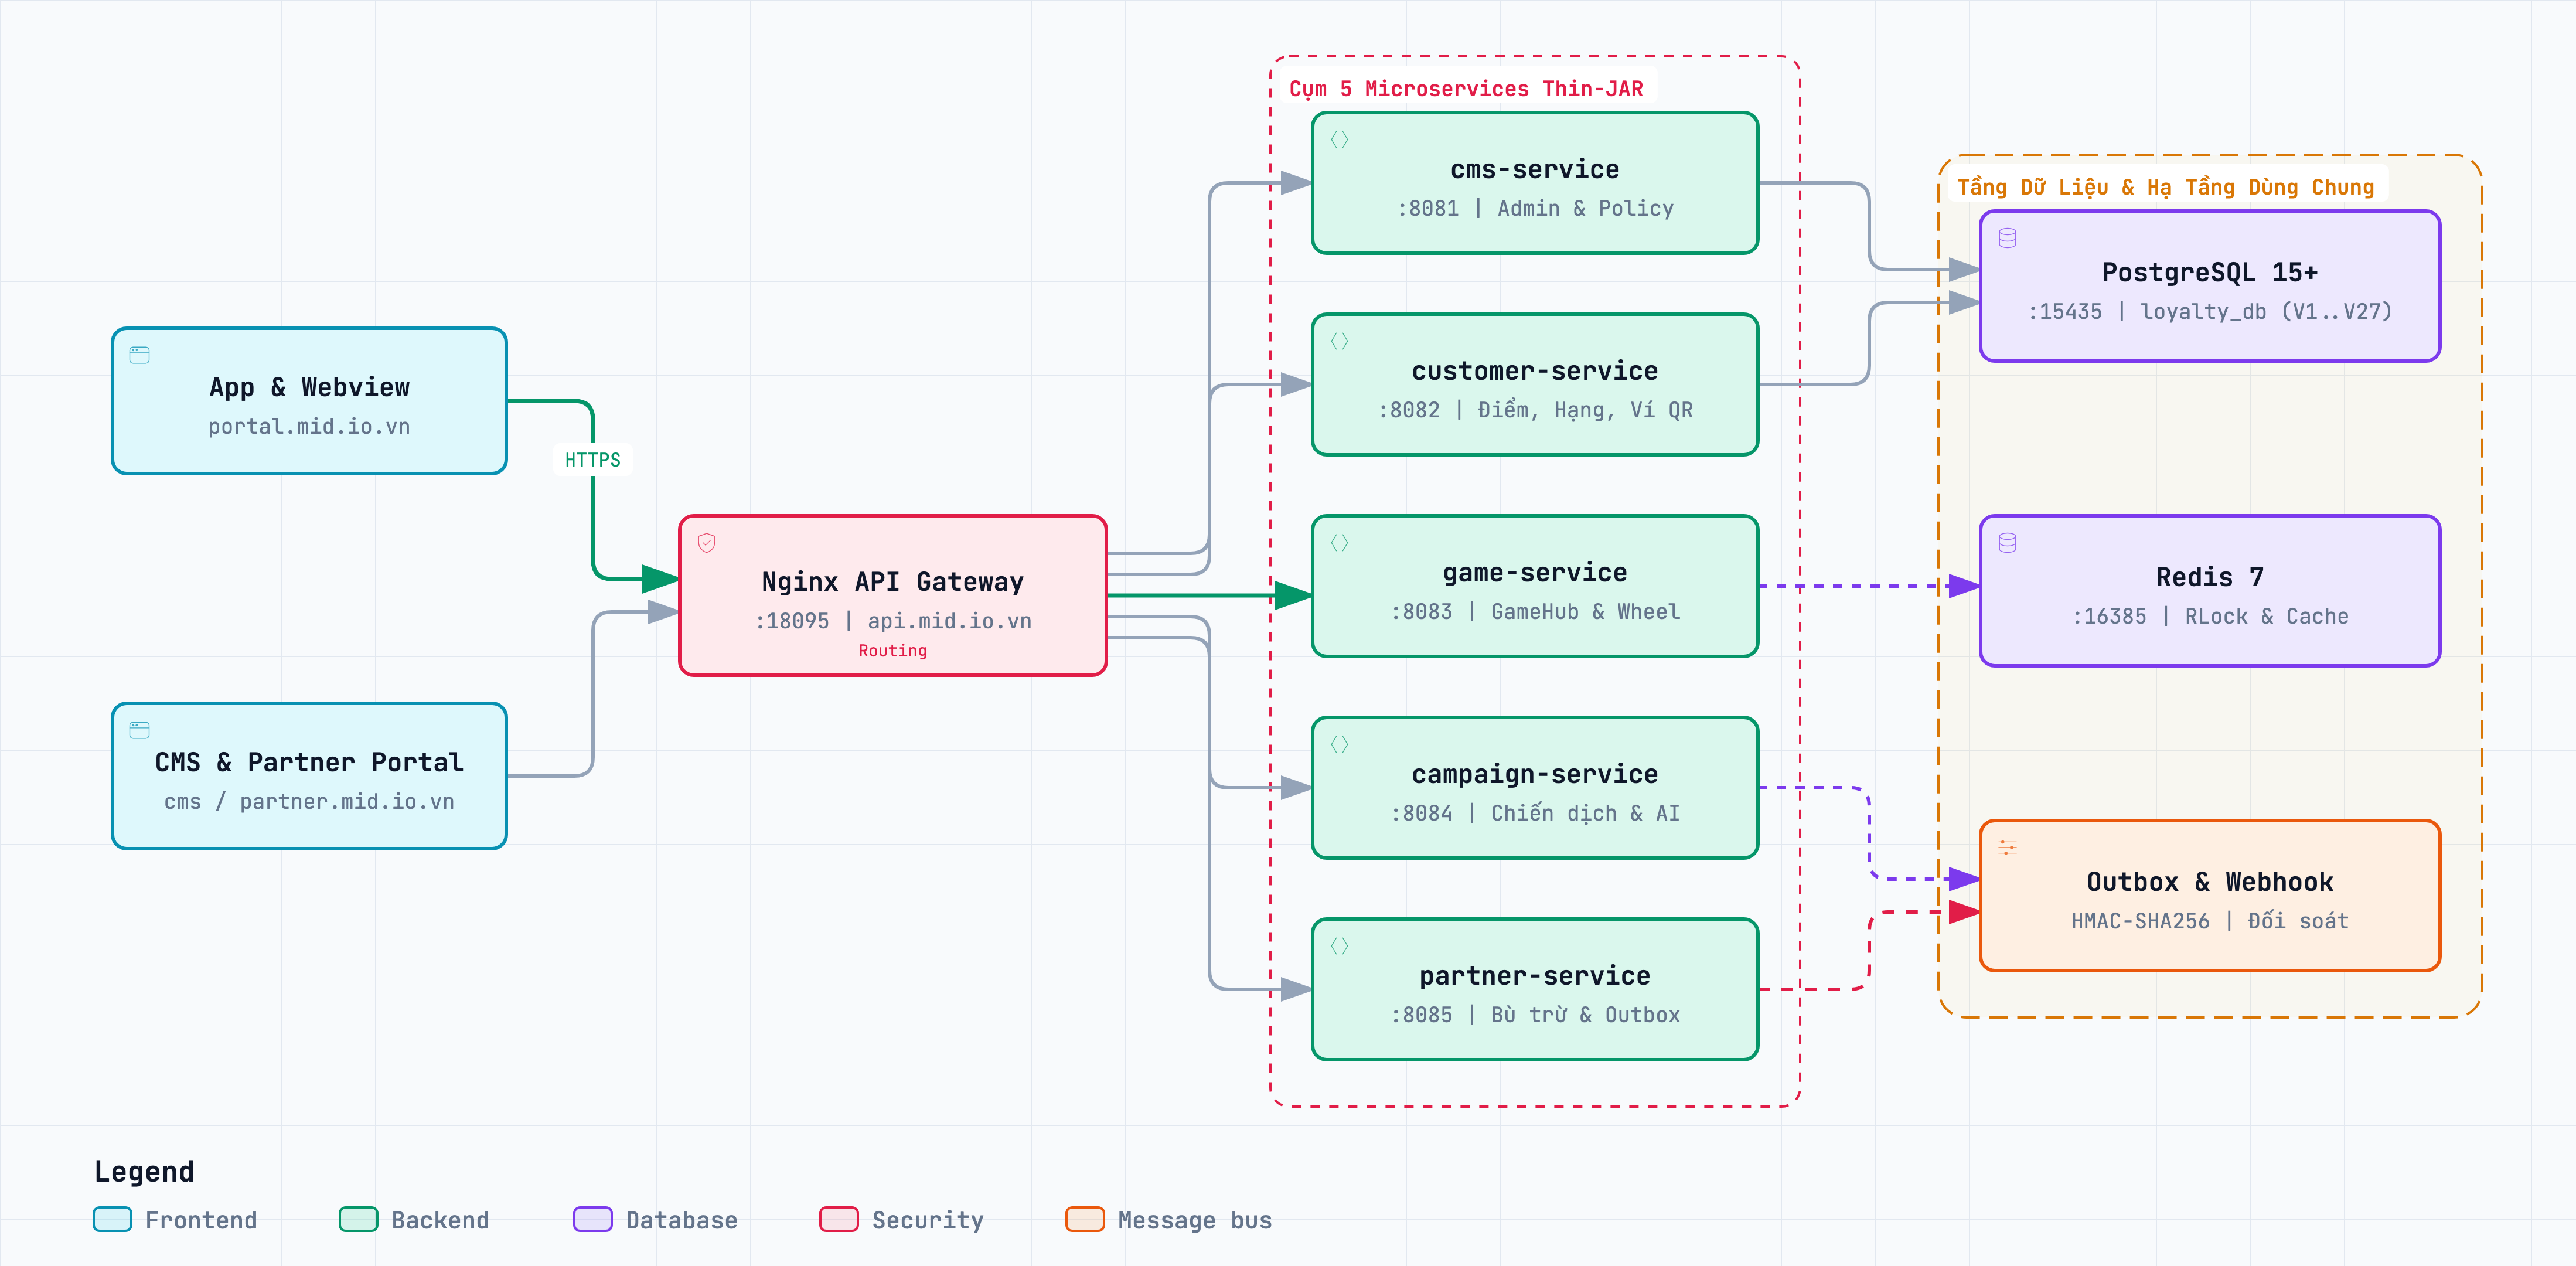 Cụm 5 Microservices Thin-JAR
cms-service
:8081 | Admin & Policy
Tầng Dữ Liệu & Hạ Tầng Dùng Chung
PostgreSQL 15+
:15435 | loyalty_db (V1..V27)
customer-service
:8082 | Điểm, Hạng, Ví QR
App & Webview
portal.mid.io.vn
HTTPS
Nginx API Gateway
:18095 | api.mid.io.vn
Routing
game-service
:8083 | GameHub & Wheel
Redis 7
:16385 | RLock & Cache
CMS & Partner Portal
cms / partner.mid.io.vn
campaign-service
:8084 | Chiến dịch & AI
Outbox & Webhook
HMAC-SHA256 | Đối soát
partner-service
:8085 | Bù trừ & Outbox
Legend
Frontend
Backend
Database
Security
Message bus